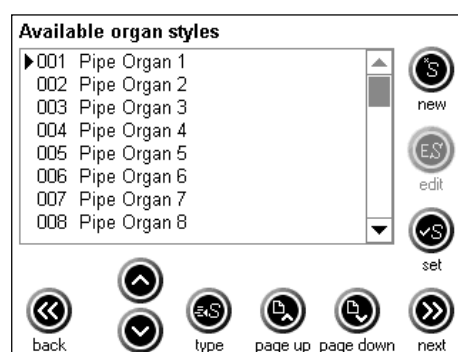 Available organ styles
001 Pipe Organ 1
002 Pipe Organ 2
003 Pipe Organ 3
004 Pipe Organ 4
005 Pipe Organ 5
006 Pipe Organ 6
007 Pipe Organ 7
008 Pipe Organ 8
*S
new
ES
edit
S
set
S
back
type
page up
page down
next